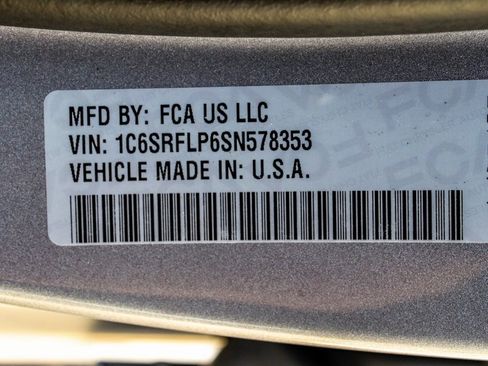 MFD BY: FCA US LLC
VIN: 1C6SRFLP6SN578353
VEHICLE MADE IN: U.S.A.